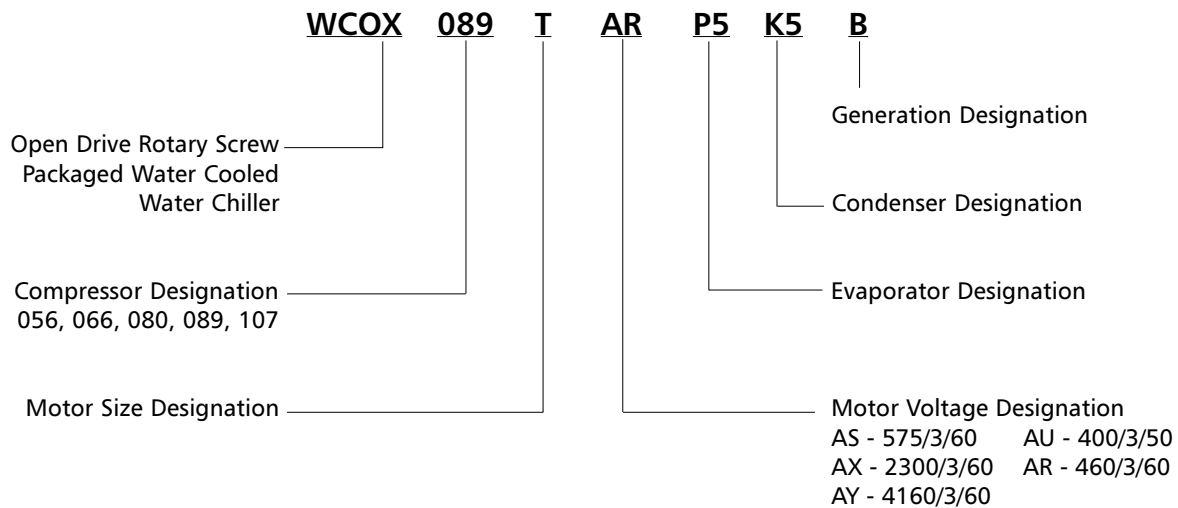 WCOX 089 T AR P5 K5 B
Generation Designation
Open Drive Rotary Screw
Packaged Water Cooled
Water Chiller
Condenser Designation
Compressor Designation
056, 066, 080, 089, 107
Evaporator Designation
Motor Size Designation
Motor Voltage Designation
AS - 575/3/60 AU - 400/3/50
AX - 2300/3/60 AR - 460/3/60
AY - 4160/3/60